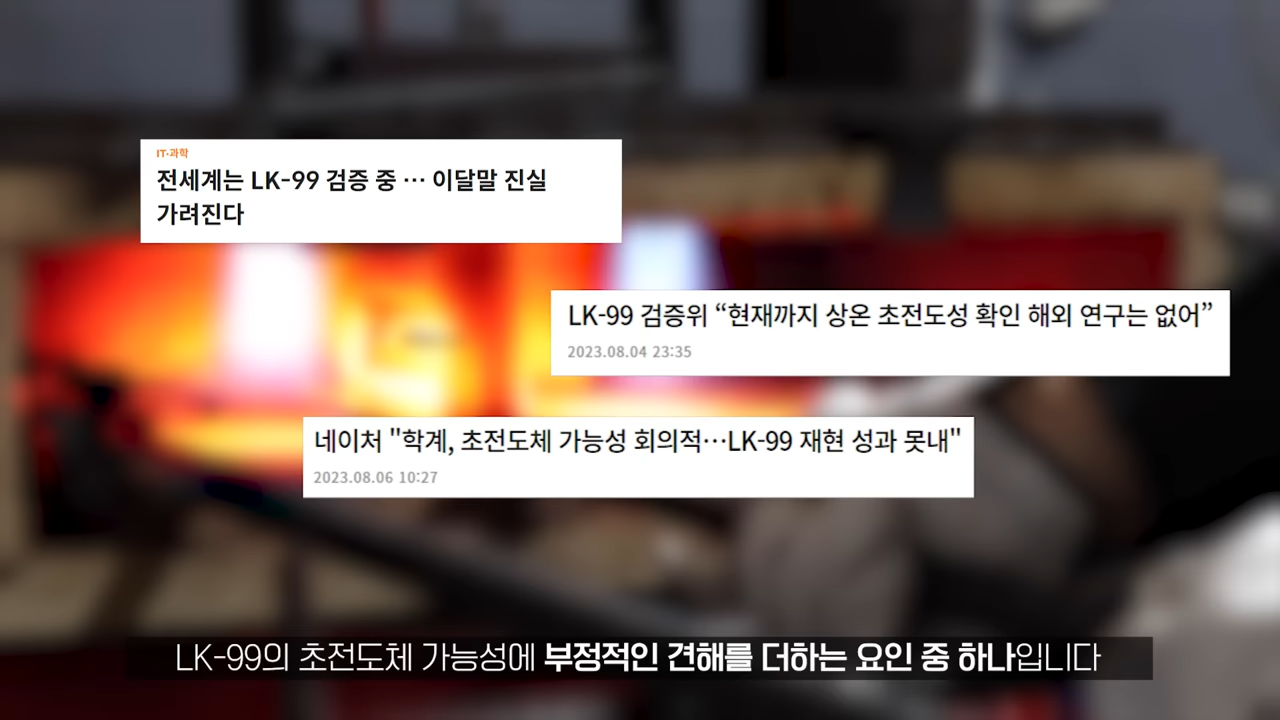 IT·과학
전세계는 LK-99 검증 중 … 이달말 진실
가려진다
LK-99 검증위 “현재까지 상온 초전도성 확인 해외 연구는 없어”
2023.08.04 23:35
네이처 "학계, 초전도체 가능성 회의적…LK-99 재현 성과 못내"
2023.08.06 10:27
LK-99의 초전도체 가능성에 부정적인 견해를 더하는 요인 중 하나입니다